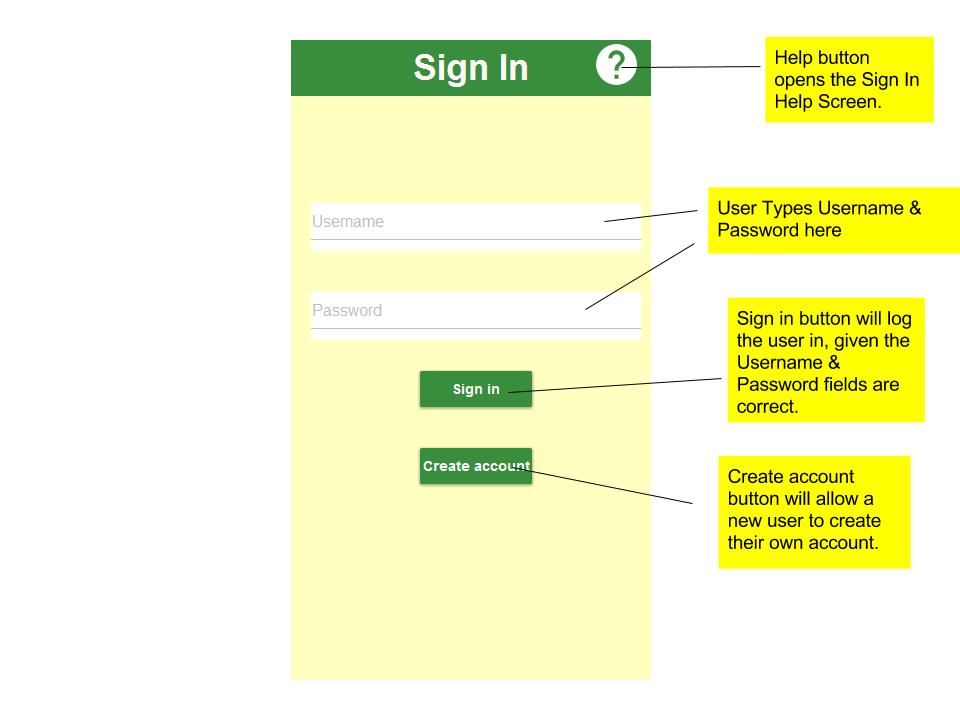 Sign In
?
Help button
opens the Sign In
Help Screen.
Username
User Types Username &
Password here
Password
Sign in button will log
the user in, given the
Username &
Password fields are
correct.
Sign in
Create account
Create account
button will allow a
new user to create
their own account.